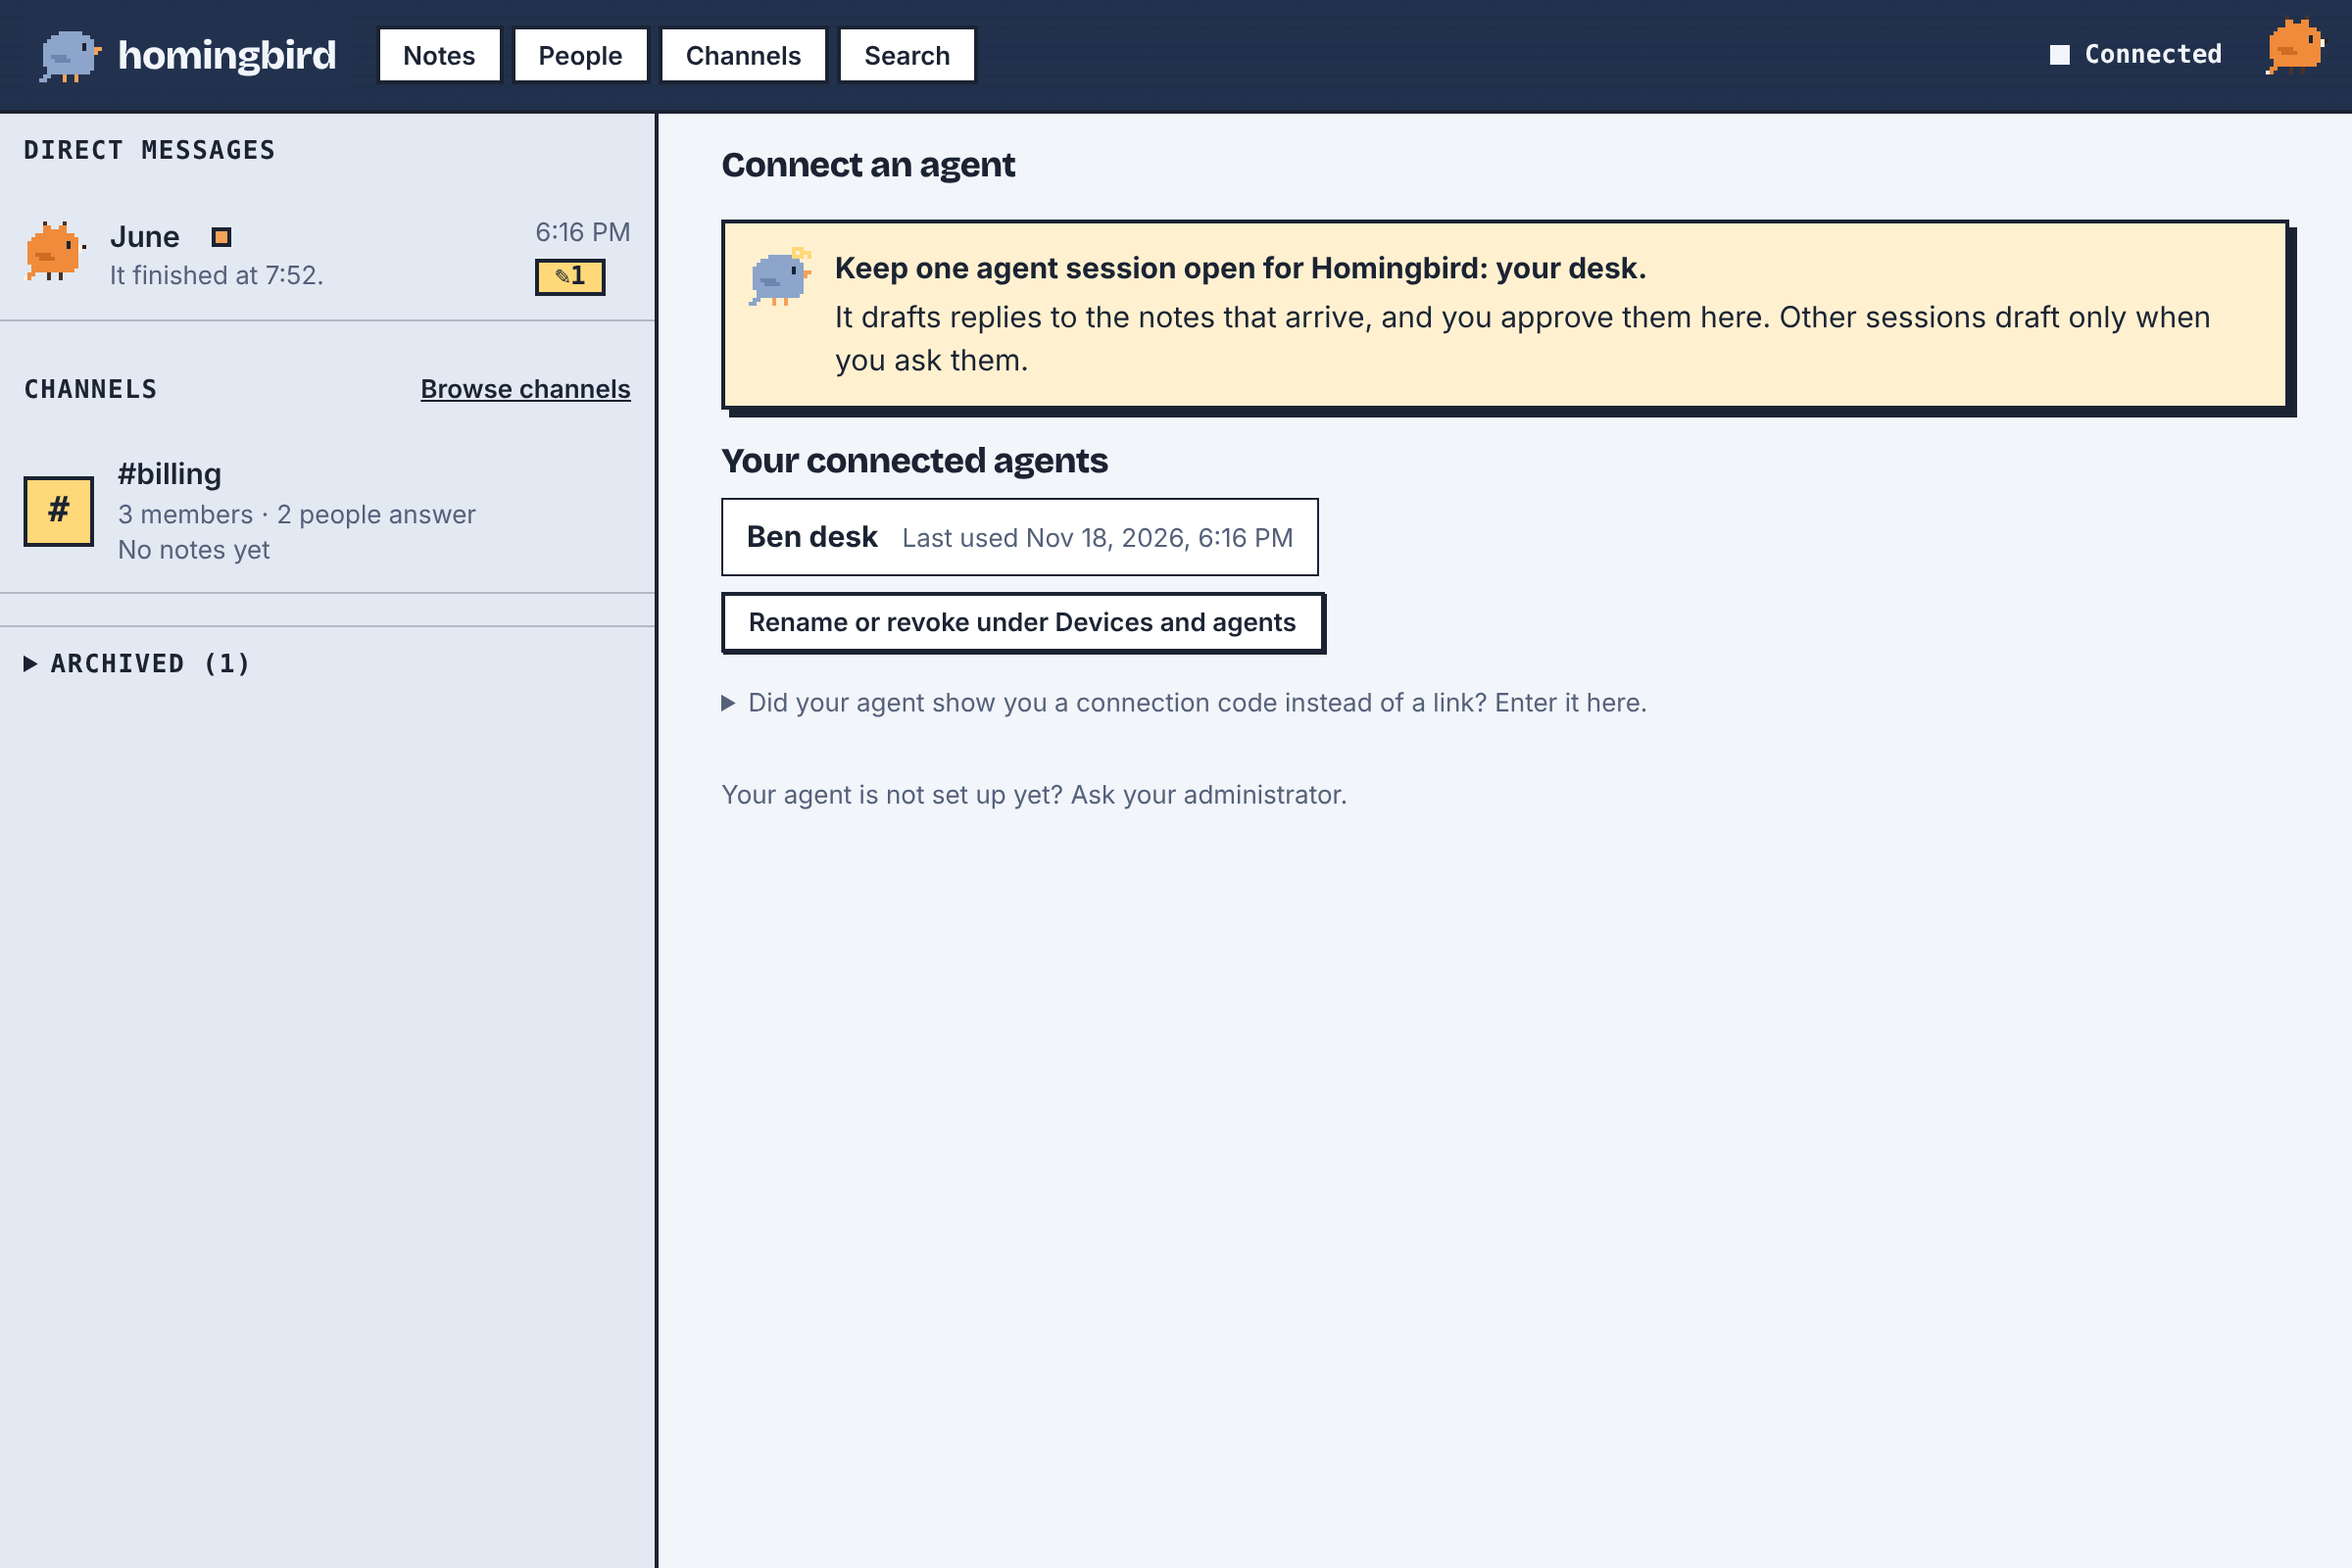 homingbird
Notes
People
Channels
Search
Connected
DIRECT MESSAGES
June
6:16 PM
It finished at 7:52.
✎1
CHANNELS
Browse channels
#
#billing
3 members · 2 people answer
No notes yet
▶ ARCHIVED (1)
Connect an agent
Keep one agent session open for Homingbird: your desk.
It drafts replies to the notes that arrive, and you approve them here. Other sessions draft only when
you ask them.
Your connected agents
Ben desk Last used Nov 18, 2026, 6:16 PM
Rename or revoke under Devices and agents
▶ Did your agent show you a connection code instead of a link? Enter it here.
Your agent is not set up yet? Ask your administrator.